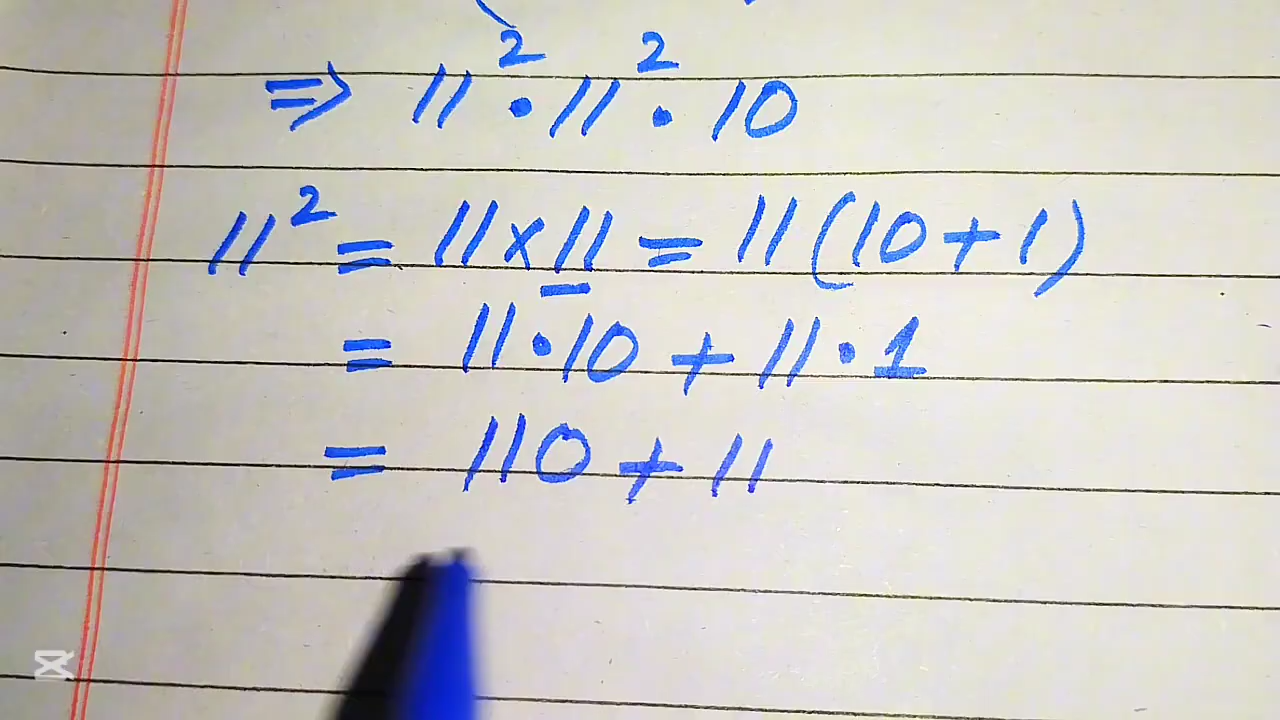 ⇒ 11² · 11² · 10
11² = 11 × 11 = 11(10 + 1)
= 11 · 10 + 11 · 1
= 110 + 11